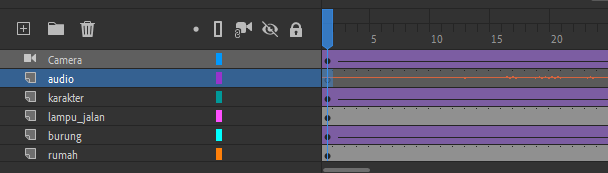 5 10 15 20
Camera
audio
karakter
lampu_jalan
burung
rumah